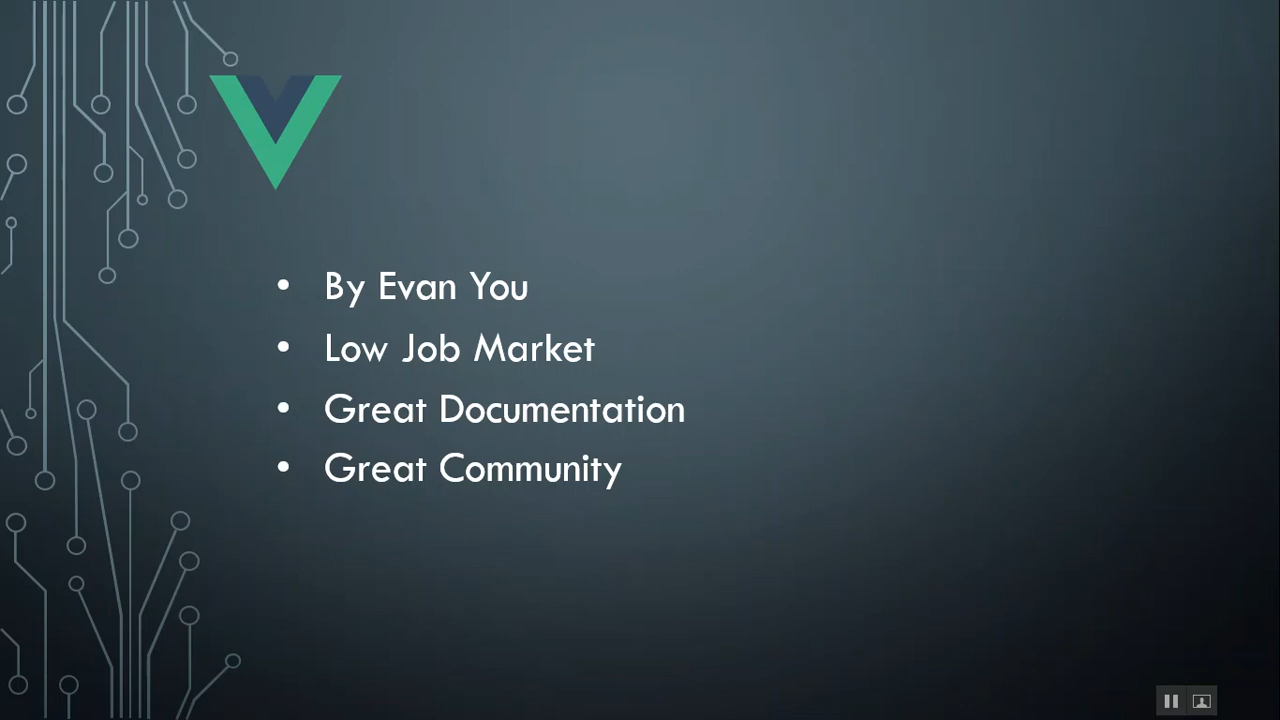 • By Evan You
• Low Job Market
• Great Documentation
• Great Community